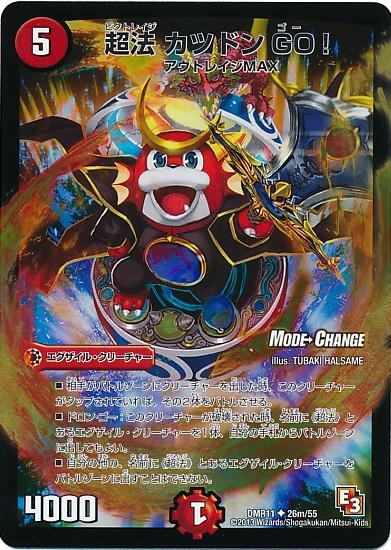 5
ビクトレイジ ゴー
超法 カツドンGO!
アウトレイジMAX
MODE CHANGE
illus. TUBAKI HALSAME
エグザイル・クリーチャー
■ 相手がバトルゾーンにクリーチャーを出した時、このクリーチャー
がタップされていれば、その2体をバトルさせる。
■ ドロン・ゴー:このクリーチャーが破壊された時、名前に《超法》と
あるエグザイル・クリーチャーを1体、自分の手札からバトルゾーン
に出してもよい。
■ 自分の他の、名前に《超法》とあるエグザイル・クリーチャーを
バトルゾーンに出すことはできない。
4000
1
E3
DMR11 ◆ 26m/55
©2013 Wizards/Shogakukan/Mitsui-Kids